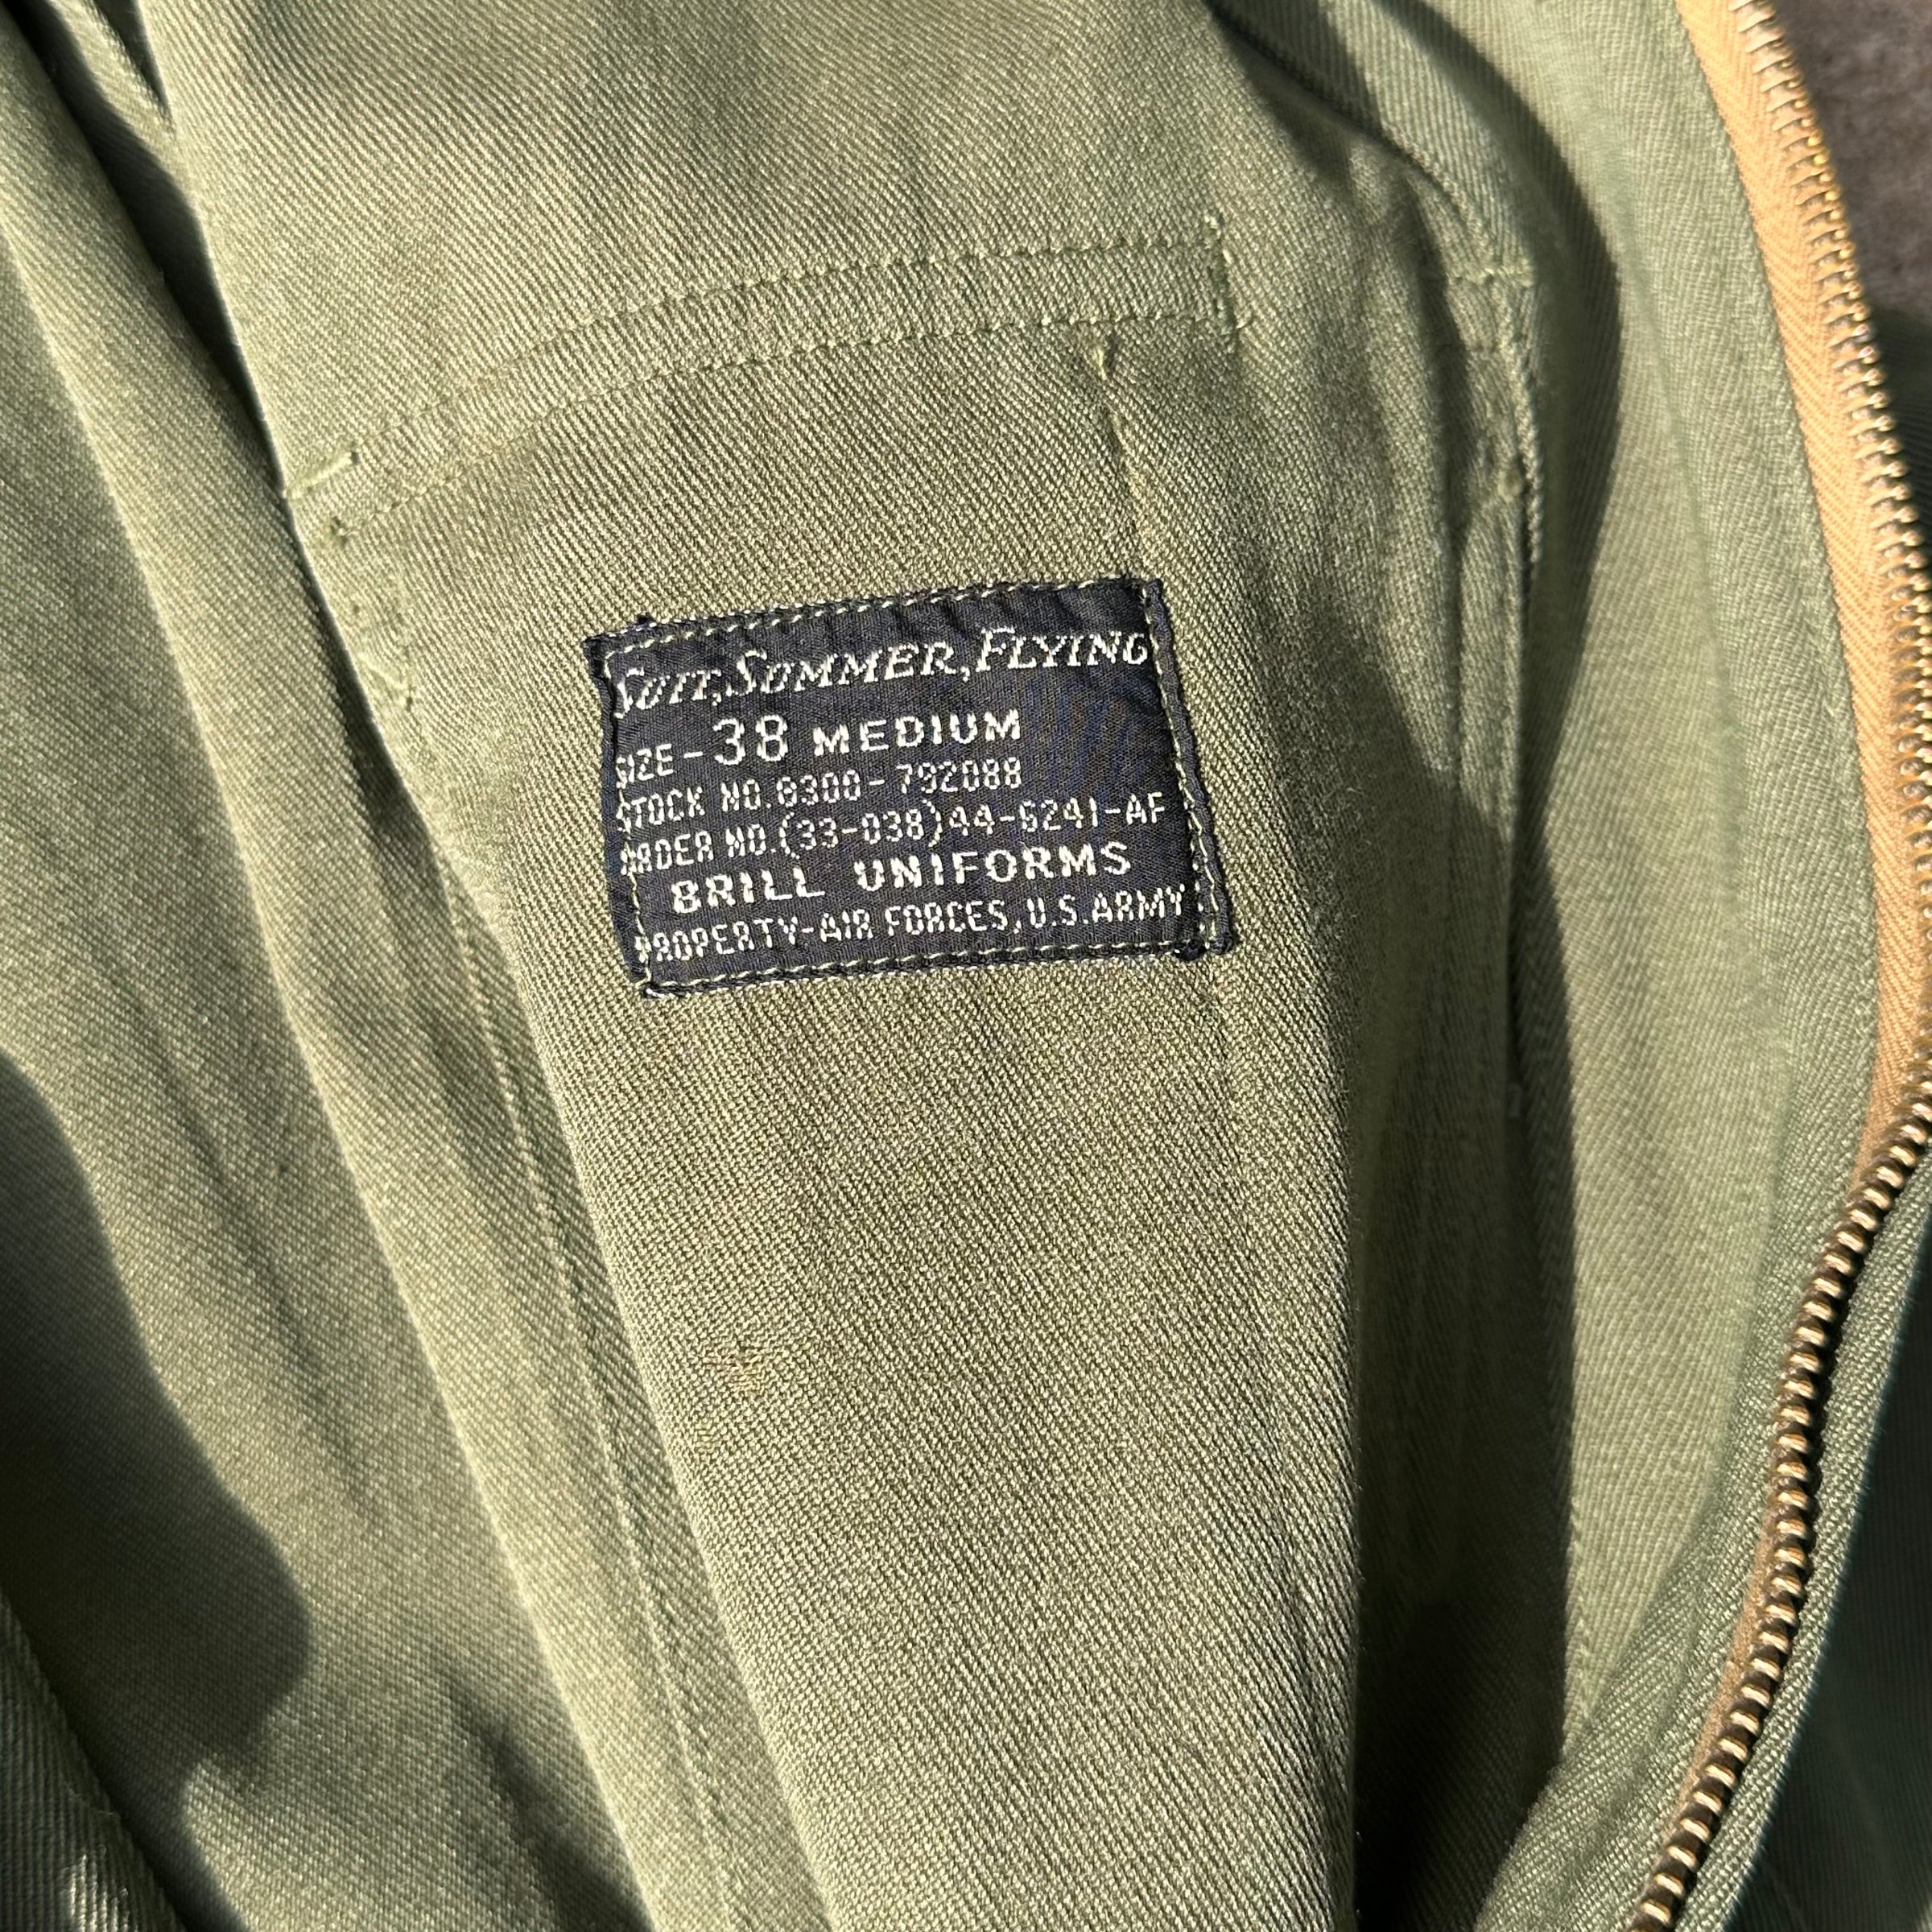 SUIT, SUMMER, FLYING
SIZE - 38 MEDIUM
STOCK NO. 8300-792088
ORDER NO. (33-038)44-6241-AF
BRILL UNIFORMS
PROPERTY-AIR FORCES, U.S. ARMY